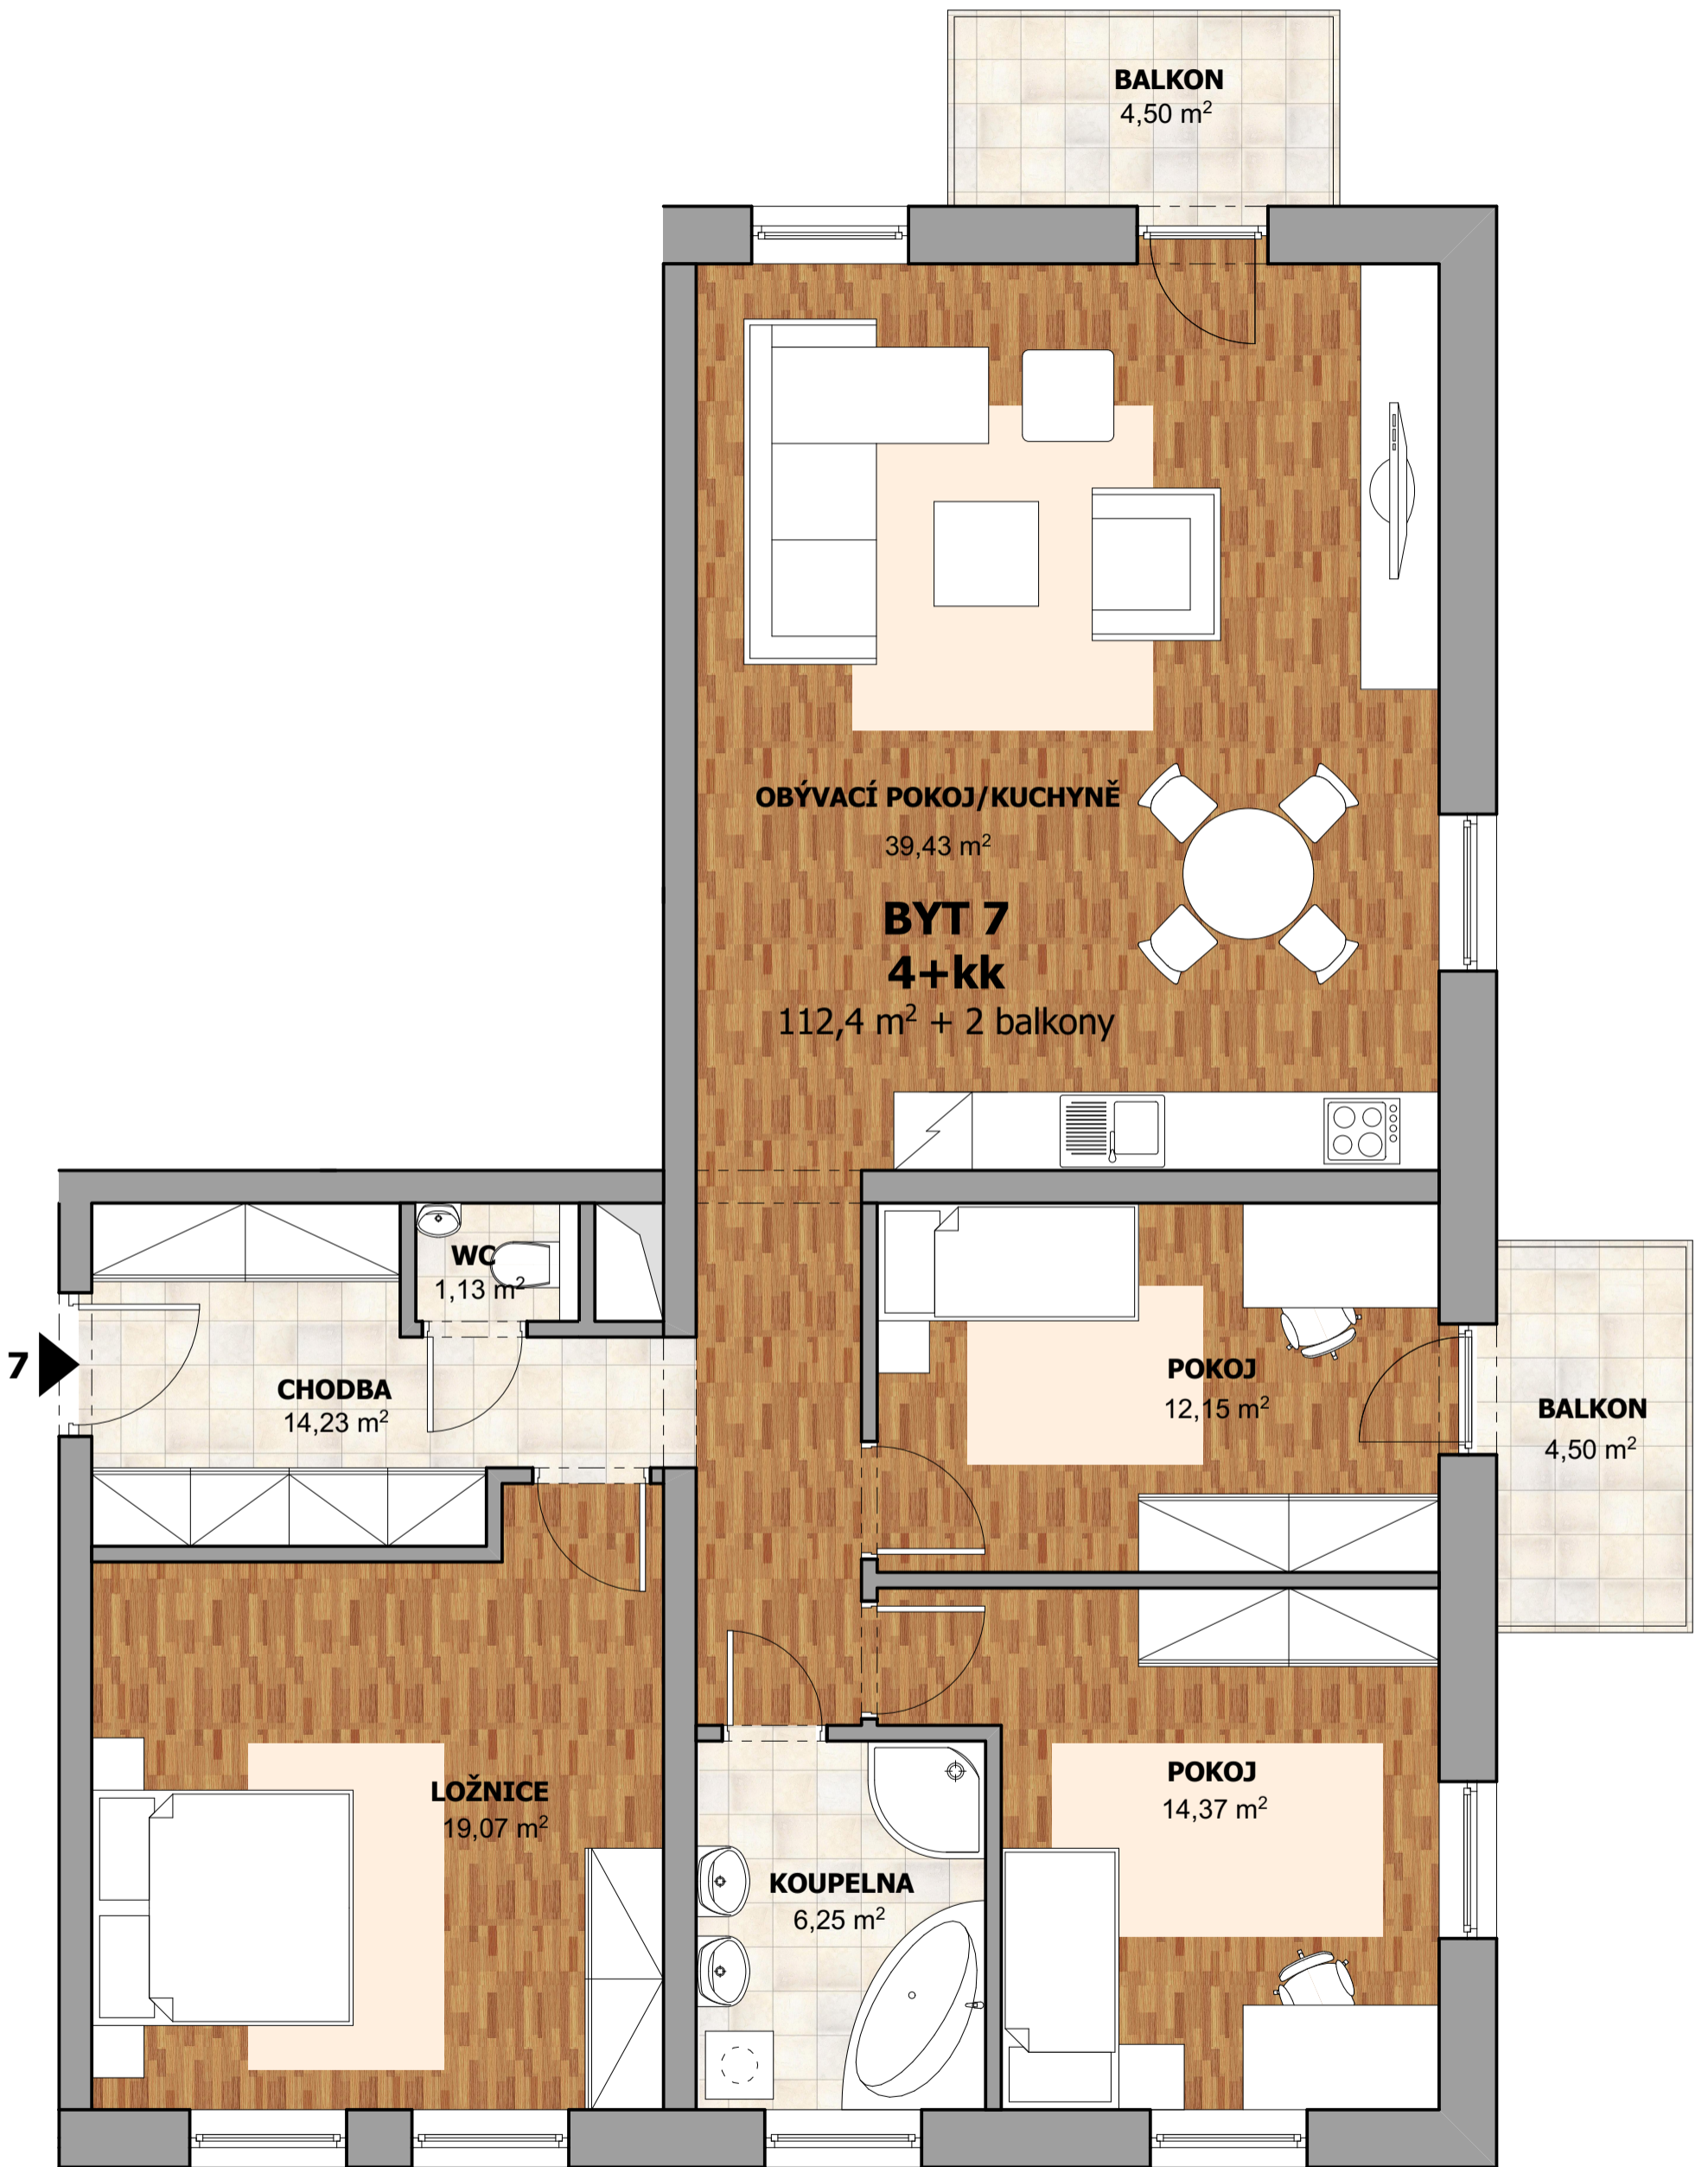 BALKON
4,50 m²
OBÝVACÍ POKOJ/KUCHYNĚ
39,43 m²
BYT 7
4+kk
112,4 m² + 2 balkony
WC
1,13 m²
7
CHODBA
14,23 m²
POKOJ
12,15 m²
BALKON
4,50 m²
LOŽNICE
19,07 m²
KOUPELNA
6,25 m²
POKOJ
14,37 m²